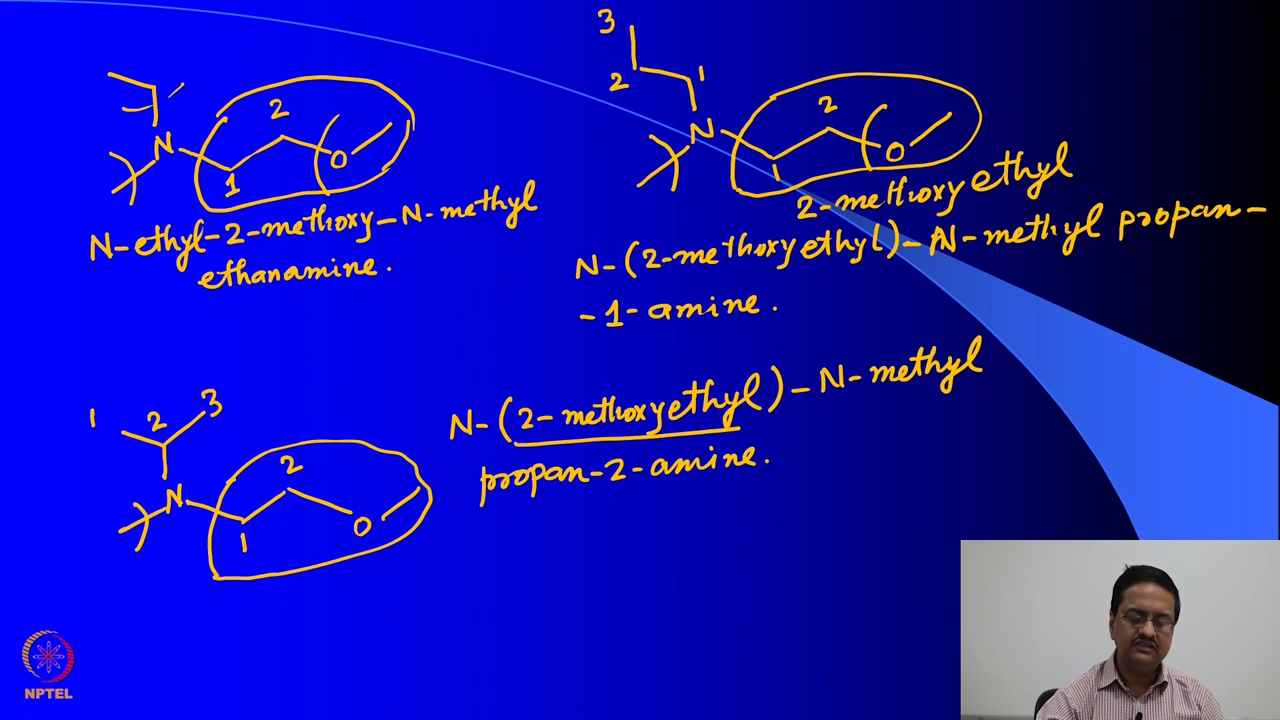 N
2
1
O
N-ethyl-2-methoxy-N-methyl
ethanamine.
3
2
1
N
2
1
O
2-methoxyethyl
N-(2-methoxyethyl)-N-methyl propan-
-1-amine.
1
2
3
N
2
1
O
N-(2-methoxyethyl)-N-methyl
propan-2-amine.
NPTEL